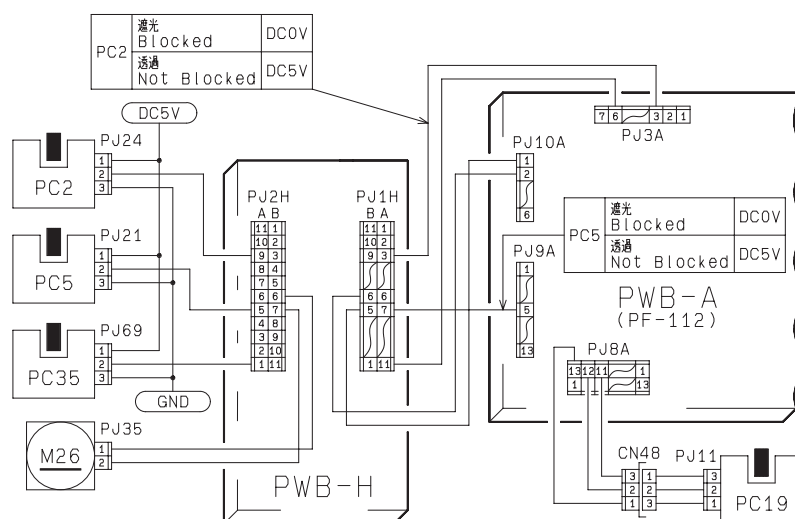 PC2
遮光
Blocked
DC0V
透過
Not Blocked
DC5V
DC5V
PJ24
1
2
3
PC2
PJ21
1
2
3
PC5
PJ69
1
2
3
PC35
GND
PJ35
1
2
M26
PJ2H
A B
11 1
10 2
9 3
8 4
7 5
6 6
5 7
4 8
3 9
2 10
1 11
PJ1H
B A
11 1
10 2
9 3
6 6
5 7
1 11
PWB-H
7 6 3 2 1
PJ3A
PJ10A
1
2
6
PJ9A
1
5
13
PC5
遮光
Blocked
DC0V
透過
Not Blocked
DC5V
PWB-A
(PF-112)
PJ8A
13 12 11 1
1 13
CN48
3 1
2 2
1 3
PJ11
3
2
1
PC19